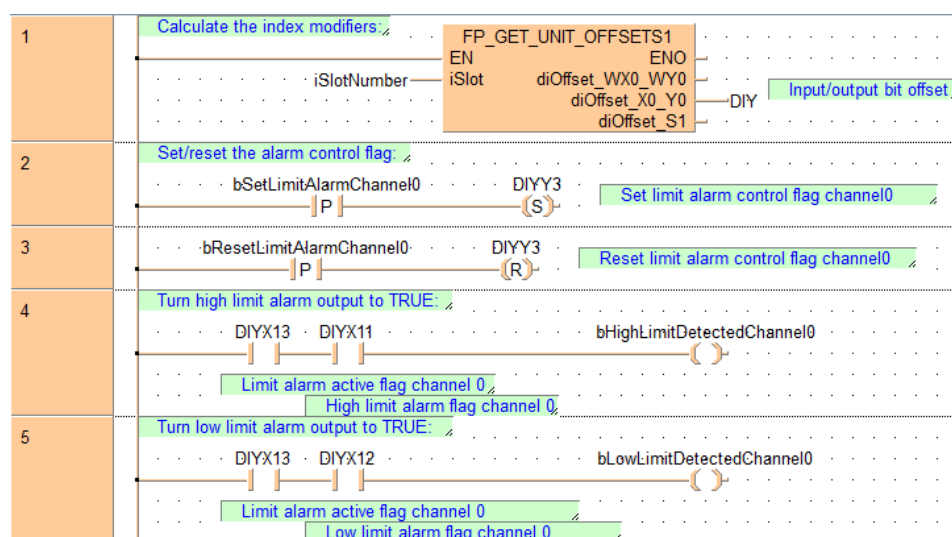 1
Calculate the index modifiers:
FP_GET_UNIT_OFFSETS1
EN ENO
iSlotNumber iSlot diOffset_WX0_WY0
diOffset_X0_Y0 DIY Input/output bit offset
diOffset_S1
2
Set/reset the alarm control flag:
bSetLimitAlarmChannel0 DIYY3
P S Set limit alarm control flag channel0
3
bResetLimitAlarmChannel0 DIYY3
P R Reset limit alarm control flag channel0
4
Turn high limit alarm output to TRUE:
DIYX13 DIYX11 bHighLimitDetectedChannel0
Limit alarm active flag channel 0
High limit alarm flag channel 0
5
Turn low limit alarm output to TRUE:
DIYX13 DIYX12 bLowLimitDetectedChannel0
Limit alarm active flag channel 0
Low limit alarm flag channel 0